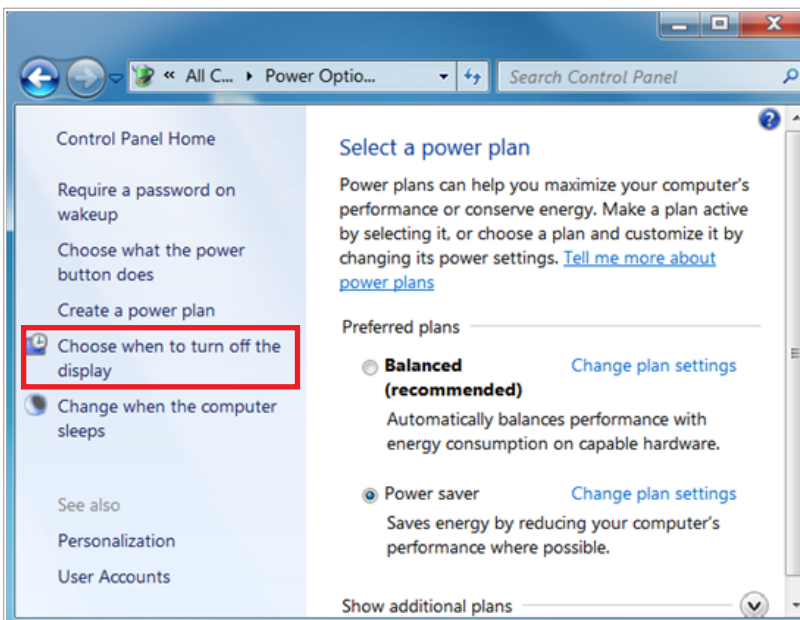 « All C... ▸ Power Optio...
Search Control Panel
Control Panel Home
Require a password on
wakeup
Choose what the power
button does
Create a power plan
Choose when to turn off the
display
Change when the computer
sleeps
See also
Personalization
User Accounts
Select a power plan
Power plans can help you maximize your computer's
performance or conserve energy. Make a plan active
by selecting it, or choose a plan and customize it by
changing its power settings. Tell me more about
power plans
Preferred plans
Balanced Change plan settings
(recommended)
Automatically balances performance with
energy consumption on capable hardware.
Power saver Change plan settings
Saves energy by reducing your computer's
performance where possible.
Show additional plans